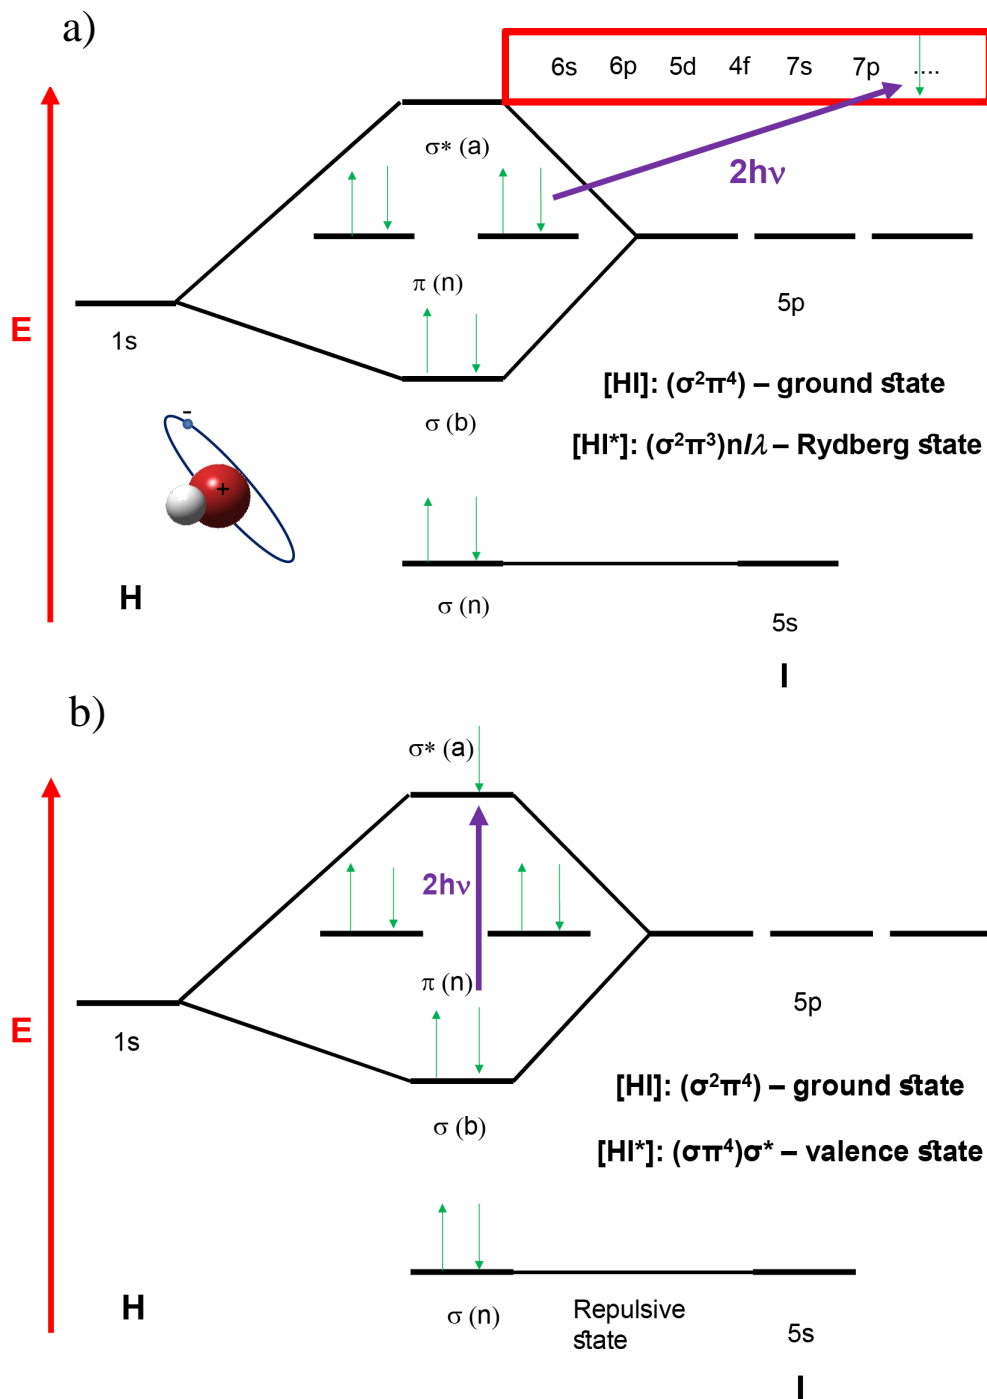 a)
6s 6p 5d 4f 7s 7p ....
σ* (a)
2hν
π (n)
5p
E
1s
[HI]: (σ²π⁴) – ground state
σ (b)
[HI*]: (σ²π³)nlλ – Rydberg state
-
+
H
σ (n)
5s
I
b)
σ* (a)
2hν
π (n)
5p
E
1s
[HI]: (σ²π⁴) – ground state
σ (b)
[HI*]: (σπ⁴)σ* – valence state
H
σ (n)
Repulsive
state
5s
I